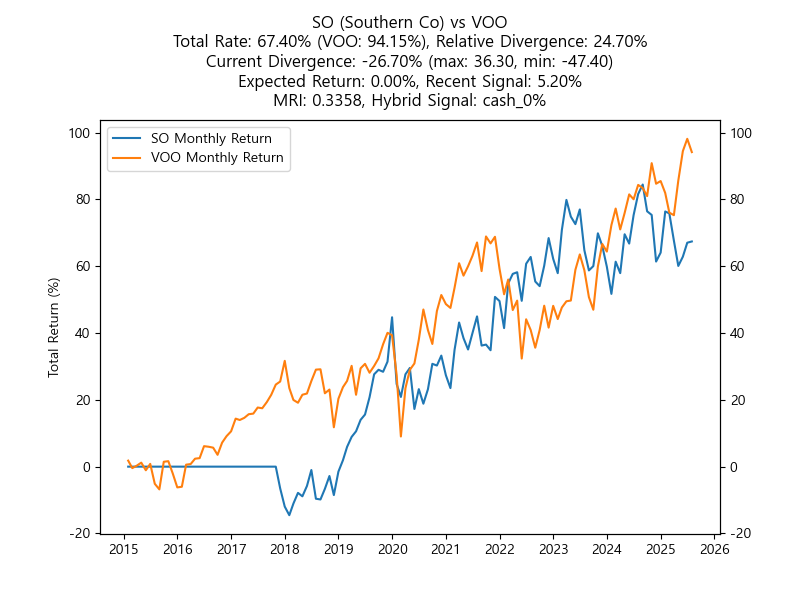 SO (Southern Co) vs VOO
Total Rate: 67.40% (VOO: 94.15%), Relative Divergence: 24.70%
Current Divergence: -26.70% (max: 36.30, min: -47.40)
Expected Return: 0.00%, Recent Signal: 5.20%
MRI: 0.3358, Hybrid Signal: cash_0%
SO Monthly Return
VOO Monthly Return
Total Return (%)
100
80
60
40
20
0
-20
100
80
60
40
20
0
-20
2015 2016 2017 2018 2019 2020 2021 2022 2023 2024 2025 2026